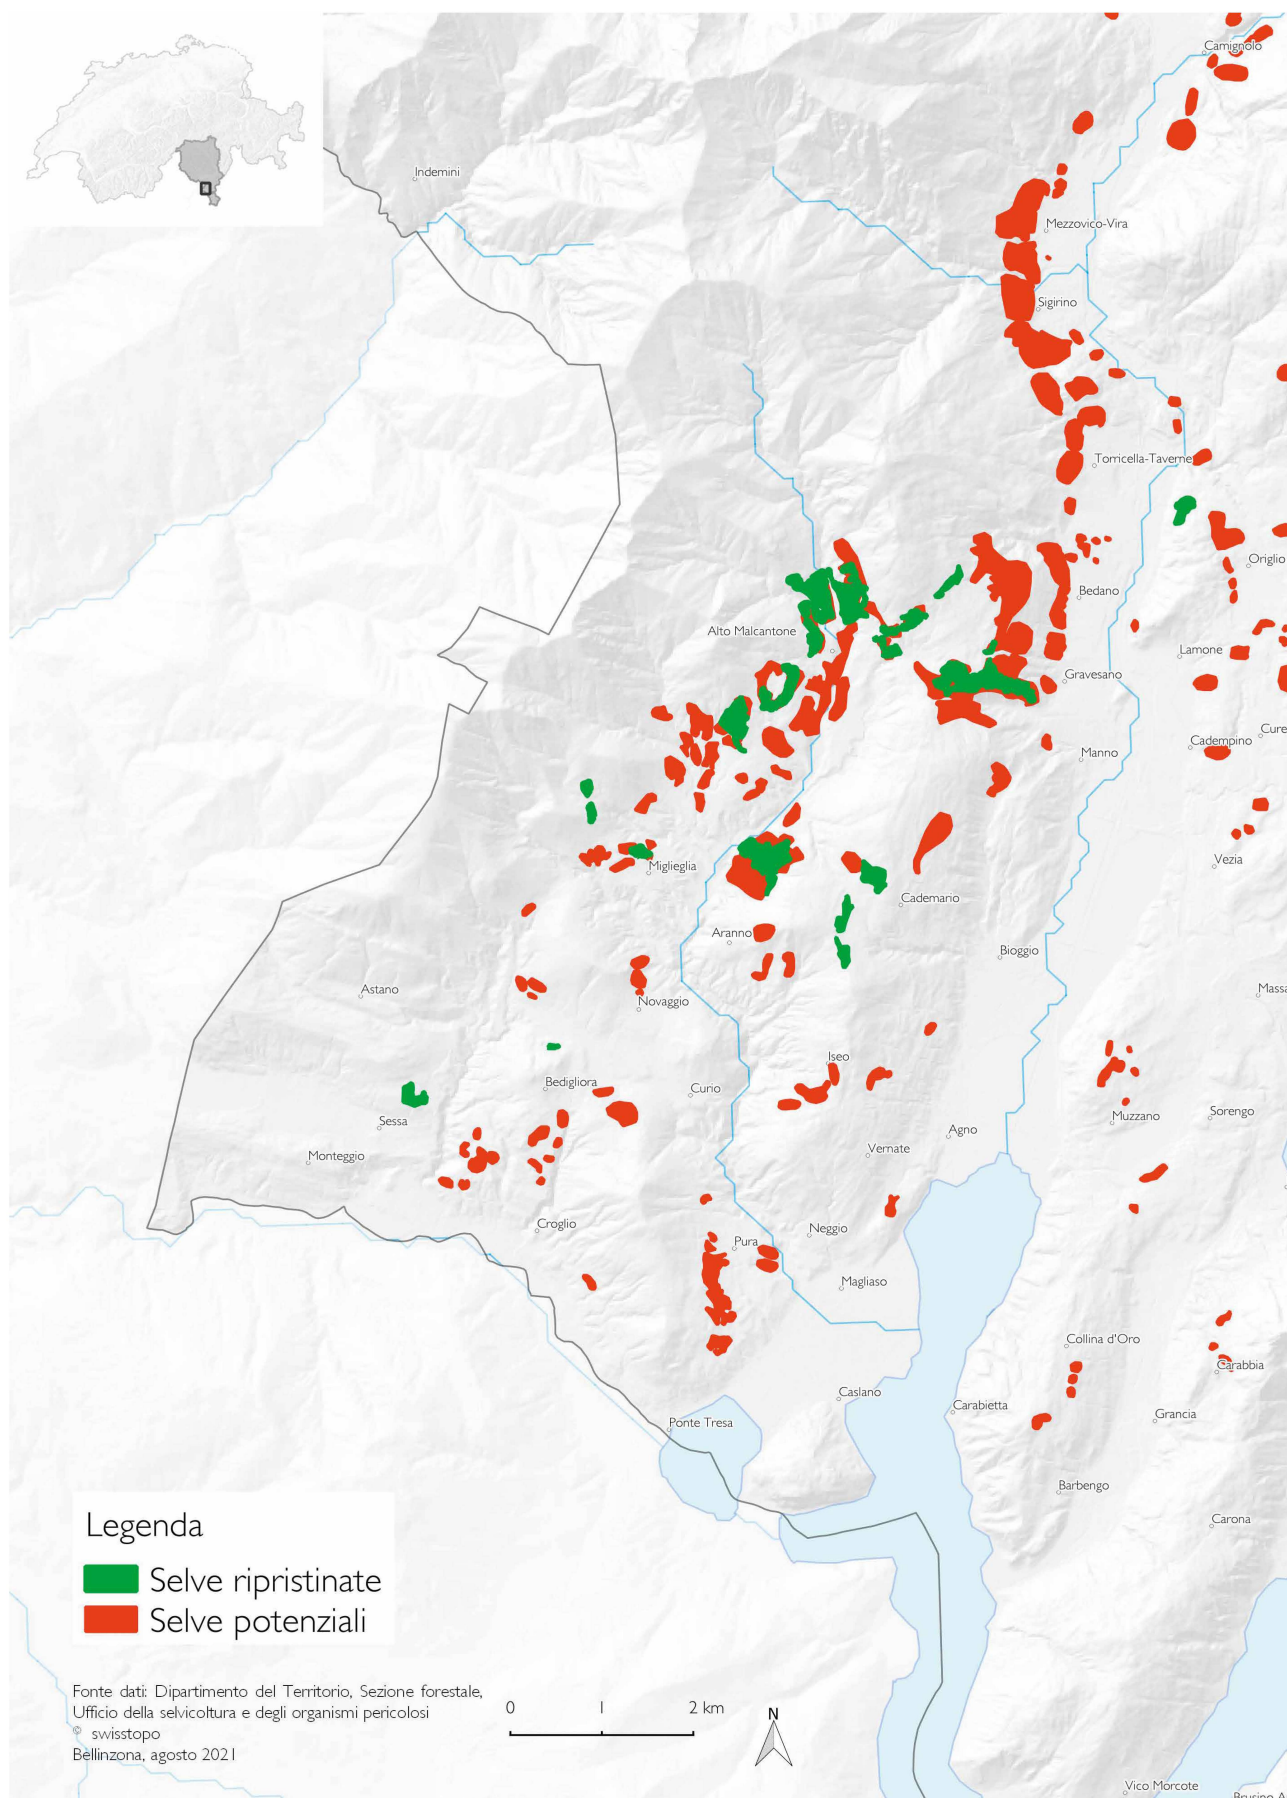 Camignolo
Indemini
Mezzovico-Vira
Sigirino
Torricella-Taverne
Origlio
Bedano
Alto Malcantone
Lamone
Gravesano
Cure
Cadempino
Manno
Vezia
Miglieglia
Cademario
Aranno
Bioggio
Astano
Massa
Novaggio
Iseo
Bedigliora
Curio
Sorengo
Muzzano
Sessa
Agno
Vernate
Monteggio
Croglio
Neggio
Pura
Magliaso
Collina d'Oro
Carabbia
Caslano
Carabietta
Grancia
Ponte Tresa
Barbengo
Carona
Legenda
Selve ripristinate
Selve potenziali
Fonte dati: Dipartimento del Territorio, Sezione forestale,
Ufficio della selvicoltura e degli organismi pericolosi
© swisstopo
Bellinzona, agosto 2021
0 1 2 km
N
Vico Morcote
Brusino A